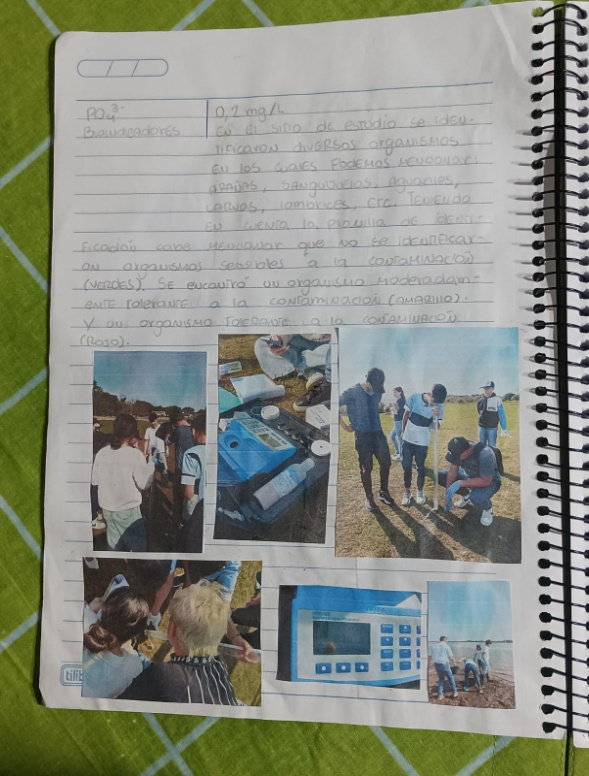 PO₄³⁻ 0,2 mg/L
Bioindicadores En el sitio de estudio se iden-
tificaron diversos organismos
en los cuales podemos mencionar:
arañas, sanguijuelas, aguaciles,
larvas, lombrices, etc. Teniendo
en cuenta la planilla de identi-
ficación cabe mencionar que no se identificar-
on organismos sensibles a la contaminación
(verdes). Se encontró un organismo moderadam-
ente tolerante a la contaminación (amarillo).
Y un organismo tolerante a la contaminación
(rojo).